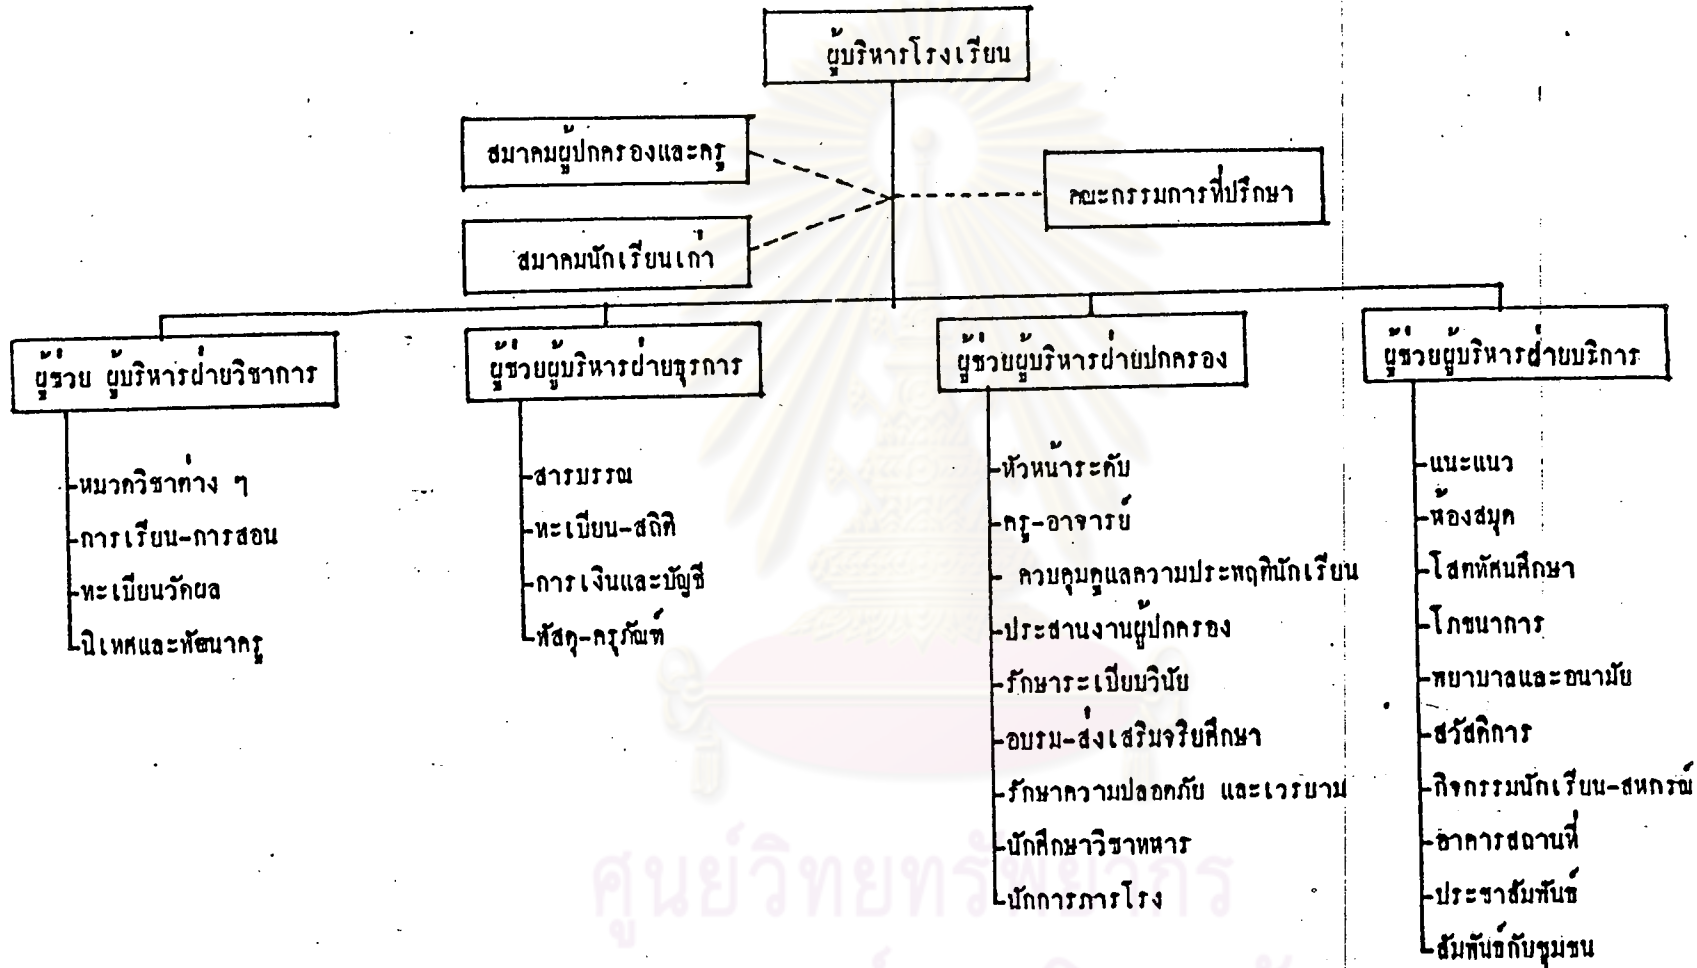 ผู้บริหารโรงเรียน
สมาคมผู้ปกครองและครู
คณะกรรมการที่ปรึกษา
สมาคมนักเรียนเก่า
ผู้ช่วย ผู้บริหารฝ่ายวิชาการ
-หมวดวิชาต่าง ๆ
-การเรียน-การสอน
-ทะเบียนวัดผล
-นิเทศและพัฒนาครู
ผู้ช่วยผู้บริหารฝ่ายธุรการ
-สารบรรณ
-ทะเบียน-สถิติ
-การเงินและบัญชี
-พัสดุ-ครุภัณฑ์
ผู้ช่วยผู้บริหารฝ่ายปกครอง
-หัวหน้าระดับ
-ครู-อาจารย์
- ควบคุมดูแลความประพฤตินักเรียน
-ประสานงานผู้ปกครอง
-รักษาระเบียบวินัย
-อบรม-ส่งเสริมจริยศึกษา
-รักษาความปลอดภัย และเวรยาม
-นักศึกษาวิชาทหาร
-นักการภารโรง
ผู้ช่วยผู้บริหารฝ่ายบริการ
-แนะแนว
-ห้องสมุด
-โสตทัศนศึกษา
-โภชนาการ
-พยาบาลและอนามัย
-สวัสดิการ
-กิจกรรมนักเรียน-สหกรณ์
-อาคารสถานที่
-ประชาสัมพันธ์
-สัมพันธ์กับชุมชน
ศูนย์วิทยทรัพยากร